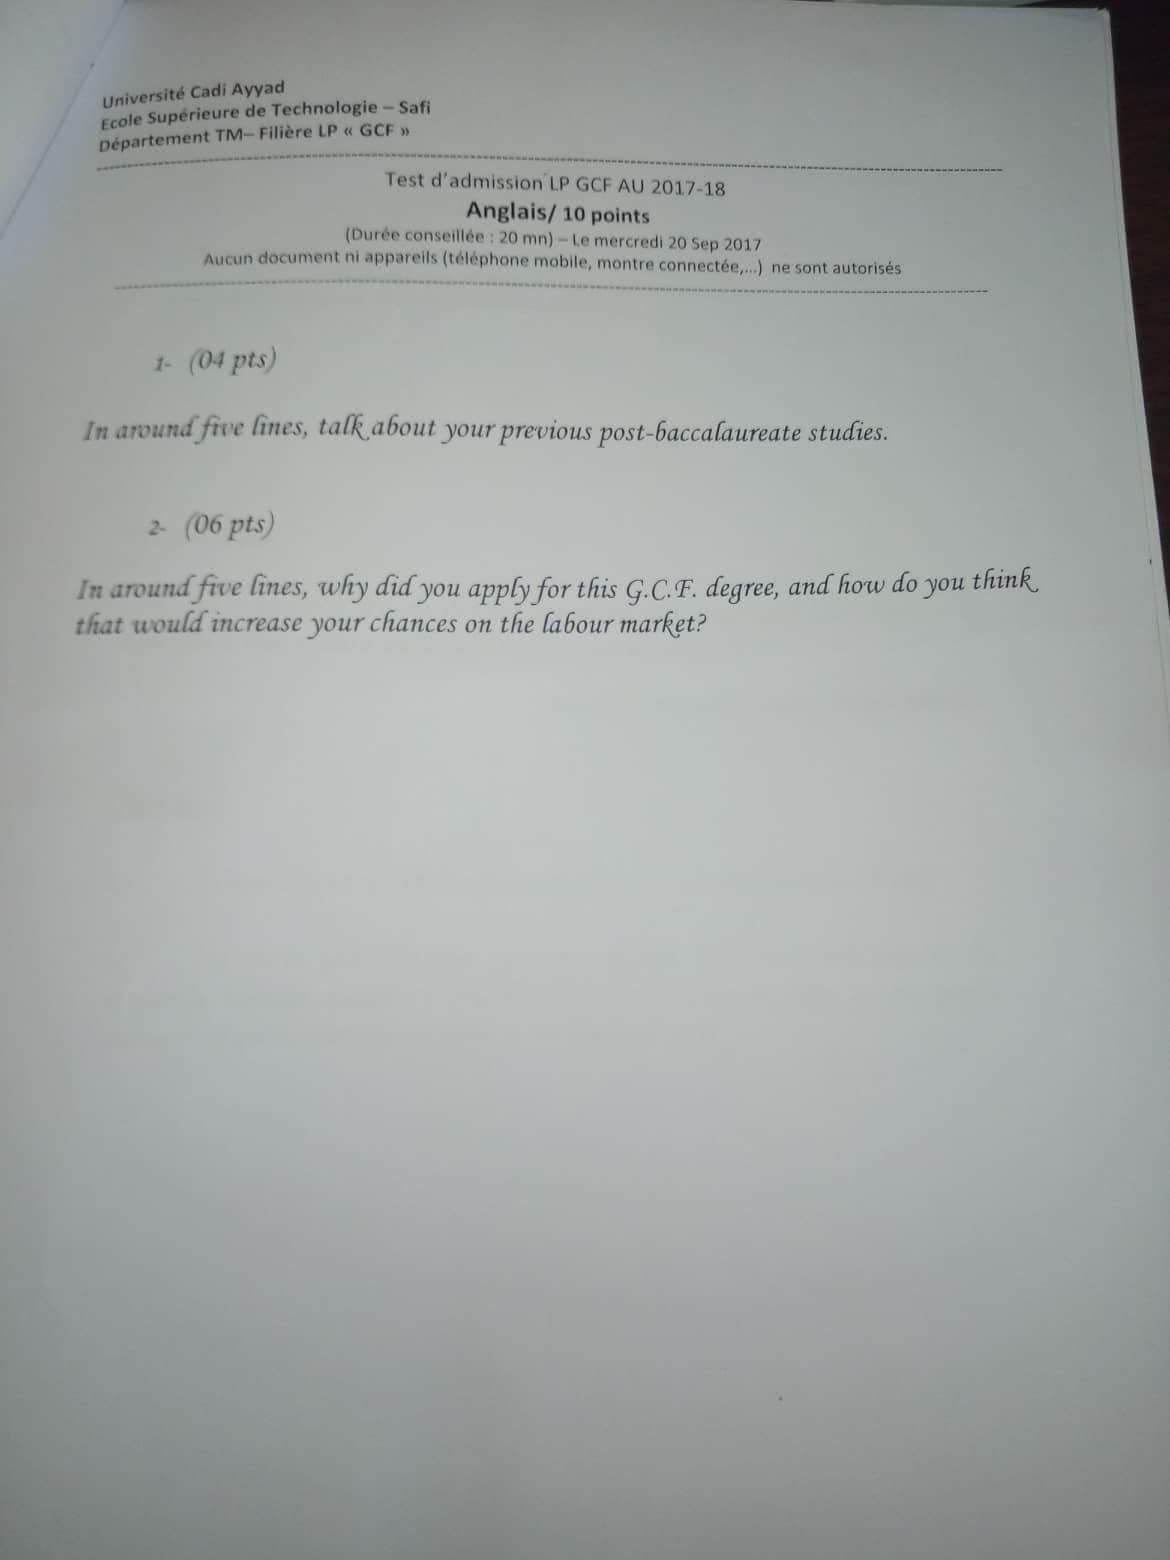 Université Cadi Ayyad
Ecole Supérieure de Technologie – Safi
Département TM– Filière LP « GCF »
Test d'admission LP GCF AU 2017-18
Anglais/ 10 points
(Durée conseillée : 20 mn) – Le mercredi 20 Sep 2017
Aucun document ni appareils (téléphone mobile, montre connectée,...) ne sont autorisés
1- (04 pts)
In around five lines, talk about your previous post-baccalaureate studies.
2- (06 pts)
In around five lines, why did you apply for this G.C.F. degree, and how do you think
that would increase your chances on the labour market?